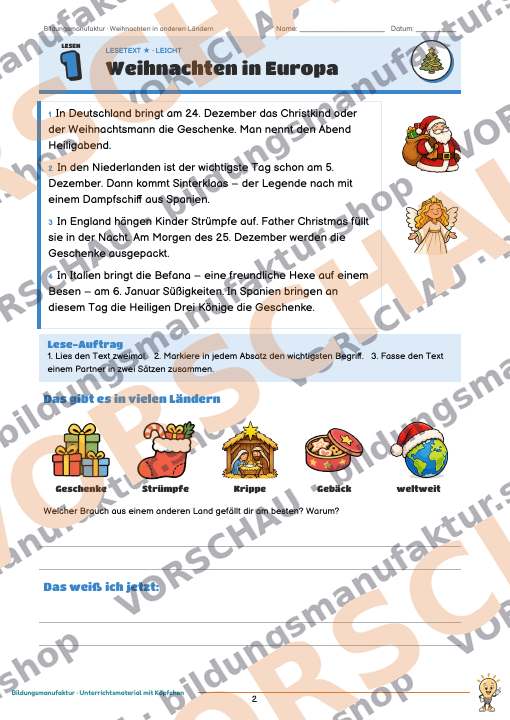 Bildungsmanufaktur · Weihnachten in anderen Ländern Name: Datum:
LESEN
1
LESETEXT ★ · LEICHT
Weihnachten in Europa
1 In Deutschland bringt am 24. Dezember das Christkind oder
der Weihnachtsmann die Geschenke. Man nennt den Abend
Heiligabend.
2 In den Niederlanden ist der wichtigste Tag schon am 5.
Dezember. Dann kommt Sinterklaas – der Legende nach mit
einem Dampfschiff aus Spanien.
3 In England hängen Kinder Strümpfe auf. Father Christmas füllt
sie in der Nacht. Am Morgen des 25. Dezember werden die
Geschenke ausgepackt.
4 In Italien bringt die Befana – eine freundliche Hexe auf einem
Besen – am 6. Januar Süßigkeiten. In Spanien bringen an
diesem Tag die Heiligen Drei Könige die Geschenke.
Lese-Auftrag
1. Lies den Text zweimal. 2. Markiere in jedem Absatz den wichtigsten Begriff. 3. Fasse den Text
einem Partner in zwei Sätzen zusammen.
Das gibt es in vielen Ländern
Geschenke Strümpfe Krippe Gebäck weltweit
Welcher Brauch aus einem anderen Land gefällt dir am besten? Warum?
Das weiß ich jetzt:
Bildungsmanufaktur · Unterrichtsmaterial mit Köpfchen
2
VORSCHAU · bildungsmanufaktur.shop
VORSCHAU